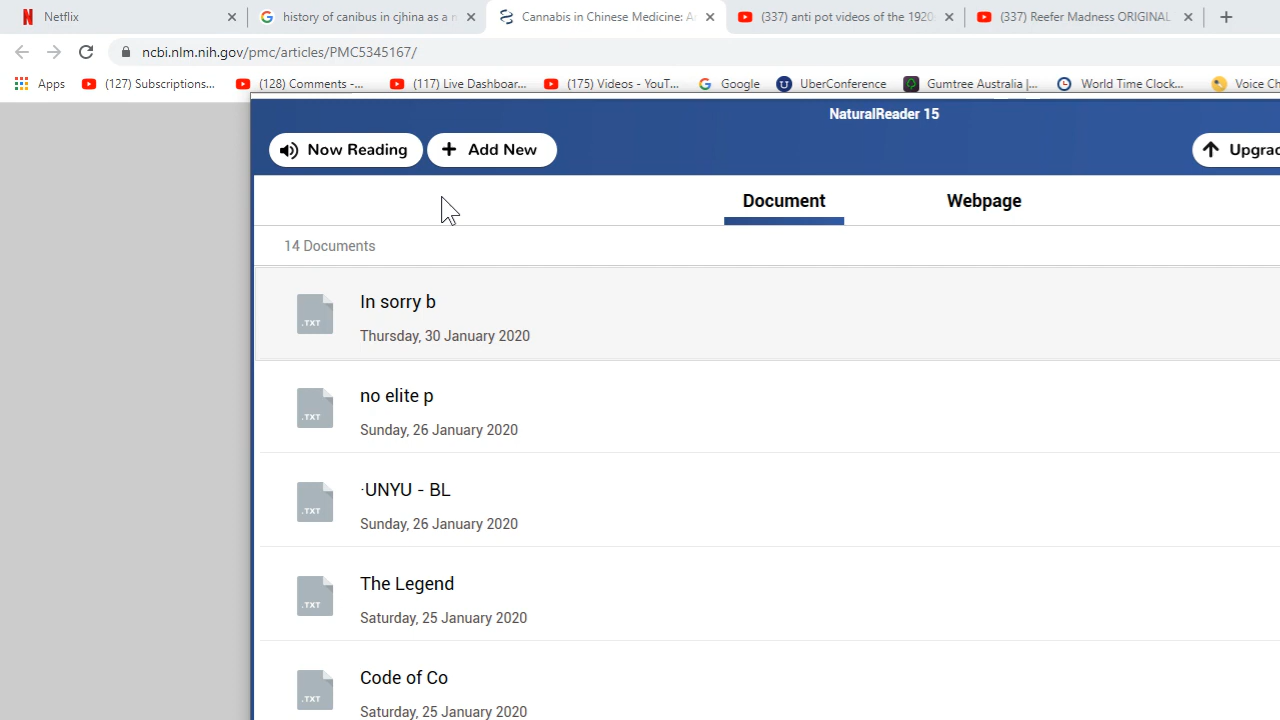 Netflix
history of canibus in cjhina as a m
Cannabis in Chinese Medicine: A
(337) anti pot videos of the 1920
(337) Reefer Madness ORIGINAL
ncbi.nlm.nih.gov/pmc/articles/PMC5345167/
Apps
(127) Subscriptions...
(128) Comments -...
(117) Live Dashboar...
(175) Videos - YouT...
Google
UberConference
Gumtree Australia |...
World Time Clock...
Voice Ch
NaturalReader 15
Now Reading
Add New
Upgrad
Document
Webpage
14 Documents
In sorry b
.TXT
Thursday, 30 January 2020
no elite p
.TXT
Sunday, 26 January 2020
·UNYU - BL
.TXT
Sunday, 26 January 2020
The Legend
.TXT
Saturday, 25 January 2020
Code of Co
.TXT
Saturday, 25 January 2020